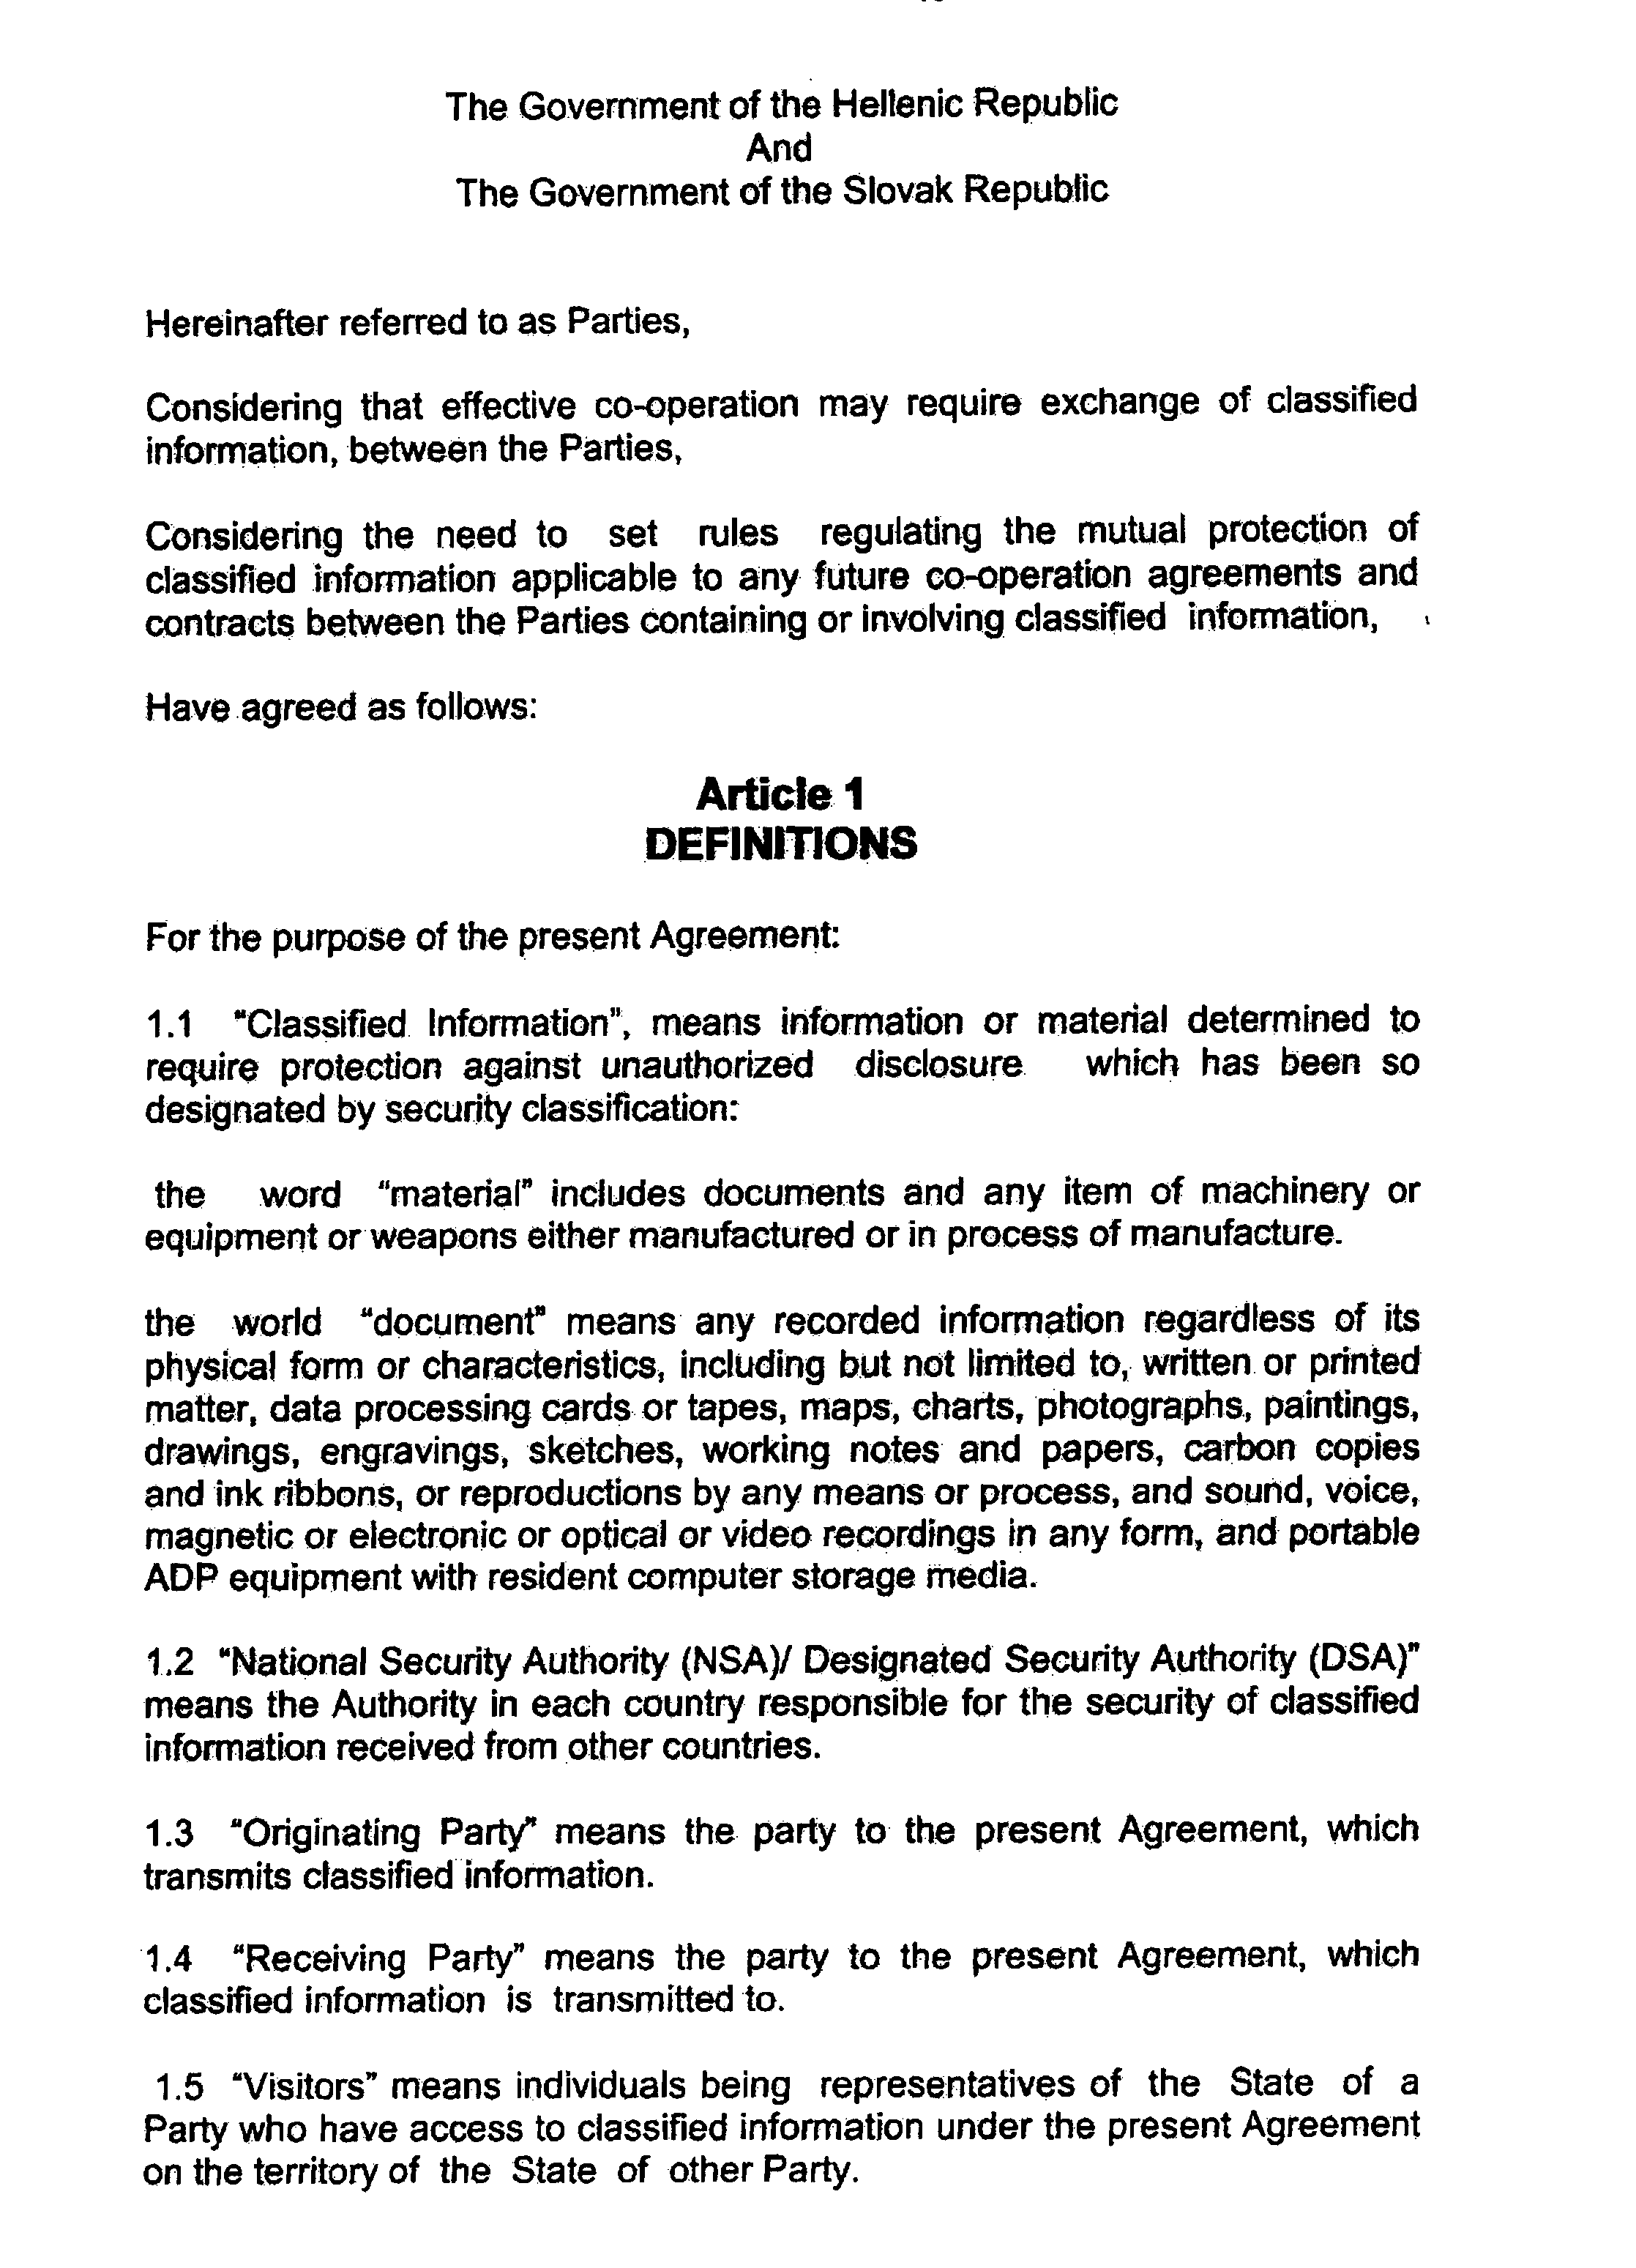 The Government of the Hellenic Republic
And
The Government of the Slovak Republic
Hereinafter referred to as Parties,
Considering that effective co-operation may require exchange of classified
information, between the Parties,
Considering the need to set rules regulating the mutual protection of
classified information applicable to any future co-operation agreements and
contracts between the Parties containing or involving classified information,
Have agreed as follows:
Article 1
DEFINITIONS
For the purpose of the present Agreement:
1.1 "Classified Information", means information or material determined to
require protection against unauthorized disclosure which has been so
designated by security classification:
the word "material" includes documents and any item of machinery or
equipment or weapons either manufactured or in process of manufacture.
the world "document" means any recorded information regardless of its
physical form or characteristics, including but not limited to, written or printed
matter, data processing cards or tapes, maps, charts, photographs, paintings,
drawings, engravings, sketches, working notes and papers, carbon copies
and ink ribbons, or reproductions by any means or process, and sound, voice,
magnetic or electronic or optical or video recordings in any form, and portable
ADP equipment with resident computer storage media.
1.2 "National Security Authority (NSA)/ Designated Security Authority (DSA)"
means the Authority in each country responsible for the security of classified
information received from other countries.
1.3 "Originating Party" means the party to the present Agreement, which
transmits classified information.
1.4 "Receiving Party" means the party to the present Agreement, which
classified information is transmitted to.
1.5 "Visitors" means individuals being representatives of the State of a
Party who have access to classified information under the present Agreement
on the territory of the State of other Party.